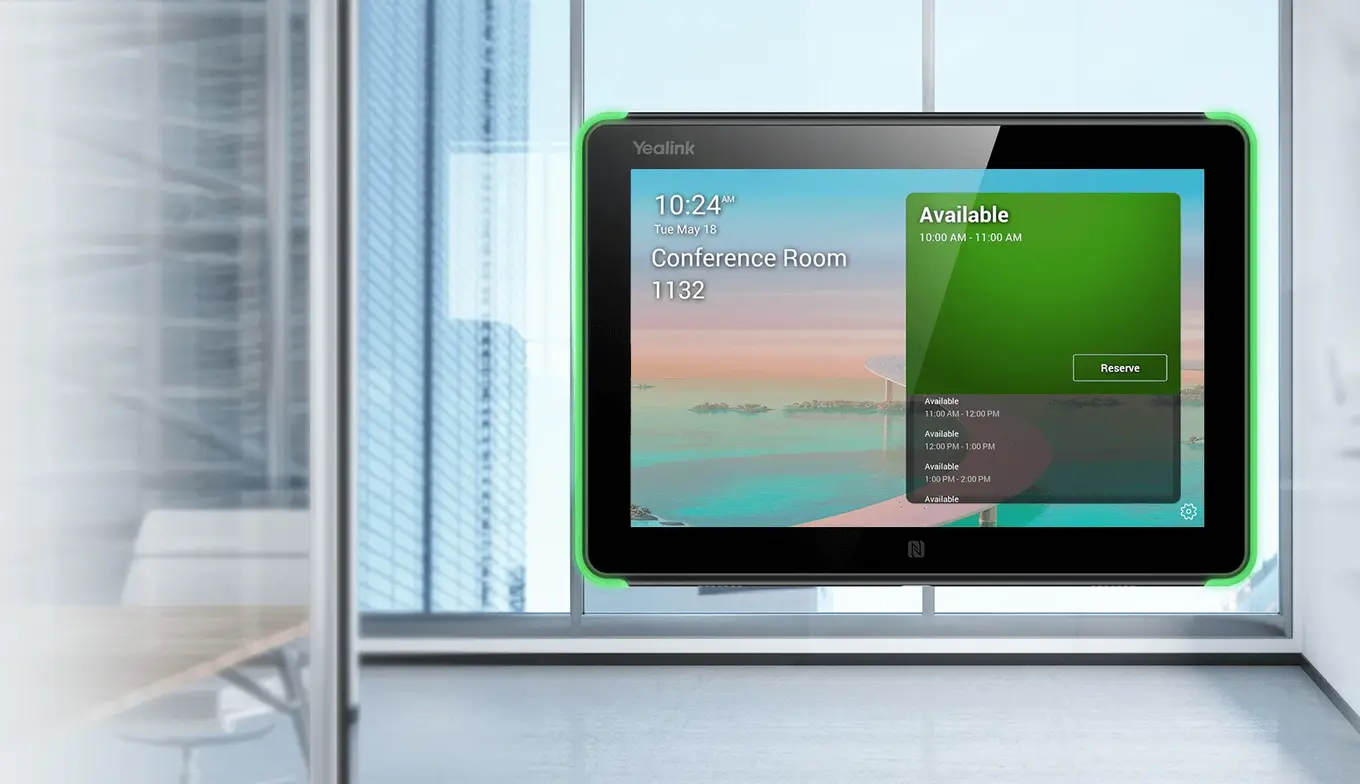 Yealink
10:24 AM
Tue May 18
Conference Room
1132
Available
10:00 AM - 11:00 AM
Reserve
Available
11:00 AM - 12:00 PM
Available
12:00 PM - 1:00 PM
Available
1:00 PM - 2:00 PM
Available